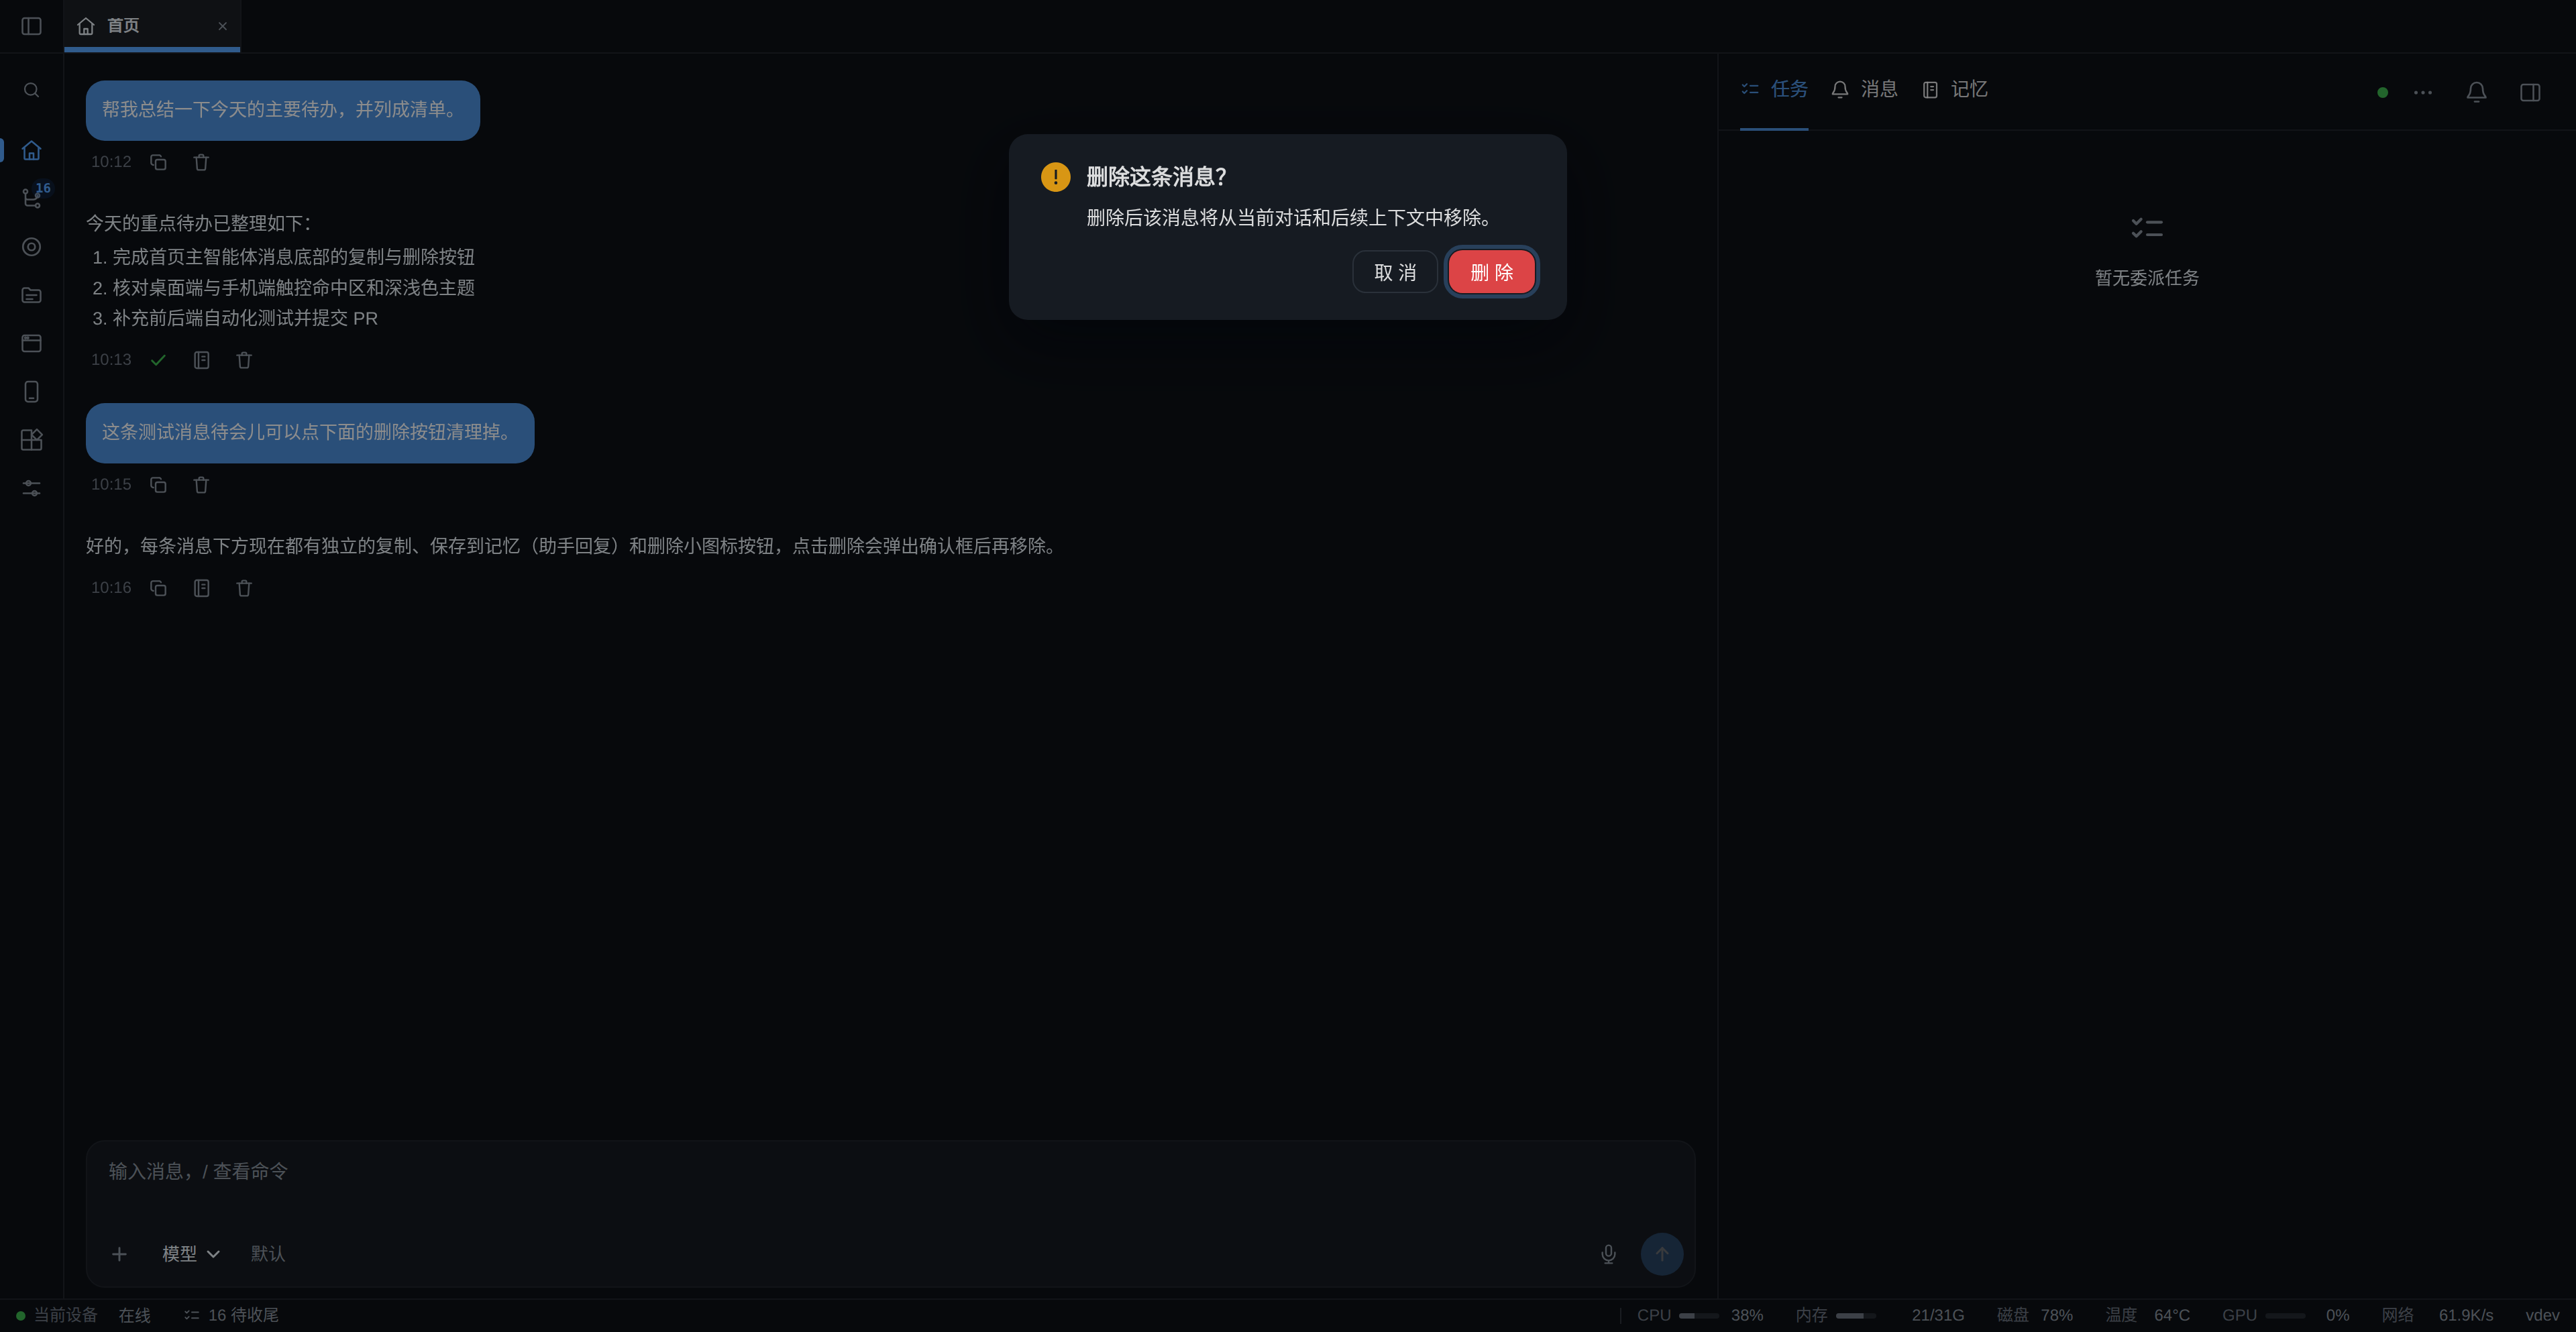 首页
16
帮我总结一下今天的主要待办，并列成清单。
10:12
今天的重点待办已整理如下：
1. 完成首页主智能体消息底部的复制与删除按钮
2. 核对桌面端与手机端触控命中区和深浅色主题
3. 补充前后端自动化测试并提交 PR
10:13
这条测试消息待会儿可以点下面的删除按钮清理掉。
10:15
好的，每条消息下方现在都有独立的复制、保存到记忆（助手回复）和删除小图标按钮，点击删除会弹出确认框后再移除。
10:16
删除这条消息？
删除后该消息将从当前对话和后续上下文中移除。
取 消 删 除
任务 消息 记忆
暂无委派任务
输入消息，/ 查看命令
模型 默认
当前设备 在线 16 待收尾 CPU 38% 内存 21/31G 磁盘 78% 温度 64°C GPU 0% 网络 61.9K/s vdev